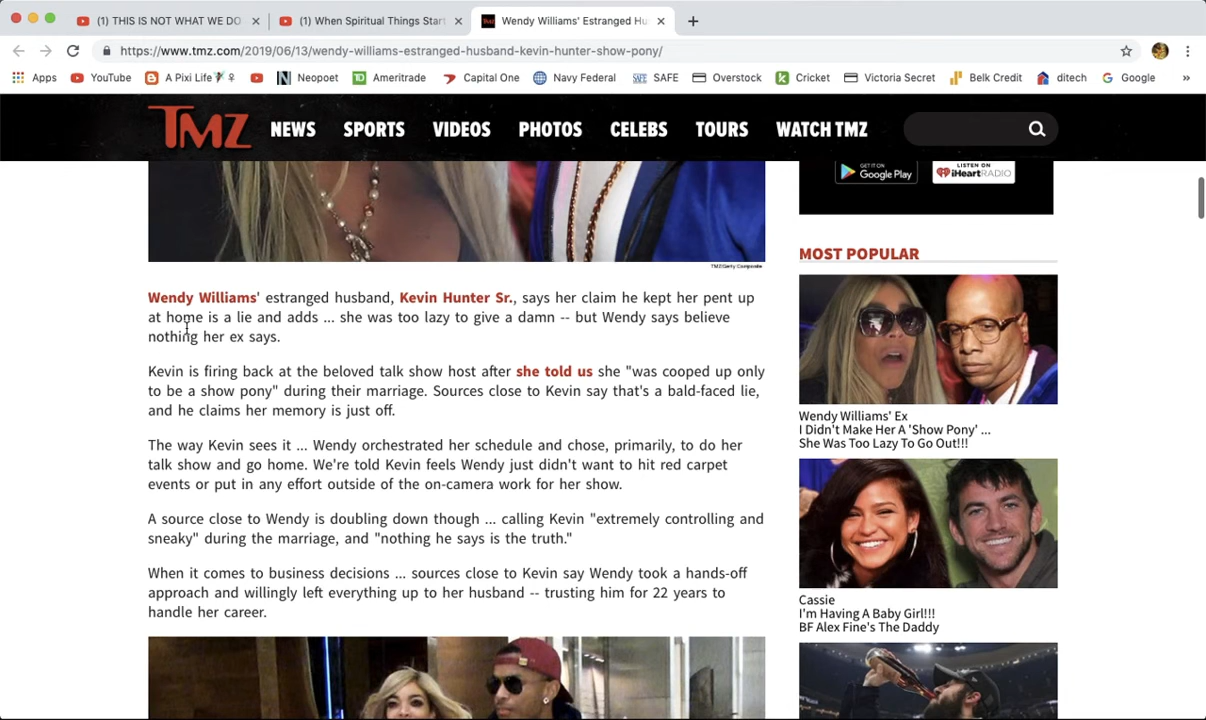 (1) THIS IS NOT WHAT WE DO
(1) When Spiritual Things Star
Wendy Williams' Estranged Hu
https://www.tmz.com/2019/06/13/wendy-williams-estranged-husband-kevin-hunter-show-pony/
Apps
YouTube
A Pixi Life
Neopoet
Ameritrade
Capital One
Navy Federal
SAFE
SAFE
Overstock
Cricket
Victoria Secret
Belk Credit
ditech
Google
»
TMZ
NEWS
SPORTS
VIDEOS
PHOTOS
CELEBS
TOURS
WATCH TMZ
GET IT ON
Google Play
LISTEN ON
iHeartRADIO
TMZ/Getty Composite
Wendy Williams' estranged husband, Kevin Hunter Sr., says her claim he kept her pent up
at home is a lie and adds ... she was too lazy to give a damn -- but Wendy says believe
nothing her ex says.
Kevin is firing back at the beloved talk show host after she told us she "was cooped up only
to be a show pony" during their marriage. Sources close to Kevin say that's a bald-faced lie,
and he claims her memory is just off.
The way Kevin sees it ... Wendy orchestrated her schedule and chose, primarily, to do her
talk show and go home. We're told Kevin feels Wendy just didn't want to hit red carpet
events or put in any effort outside of the on-camera work for her show.
A source close to Wendy is doubling down though ... calling Kevin "extremely controlling and
sneaky" during the marriage, and "nothing he says is the truth."
When it comes to business decisions ... sources close to Kevin say Wendy took a hands-off
approach and willingly left everything up to her husband -- trusting him for 22 years to
handle her career.
MOST POPULAR
Wendy Williams' Ex
I Didn't Make Her A 'Show Pony' ...
She Was Too Lazy To Go Out!!!
Cassie
I'm Having A Baby Girl!!!
BF Alex Fine's The Daddy